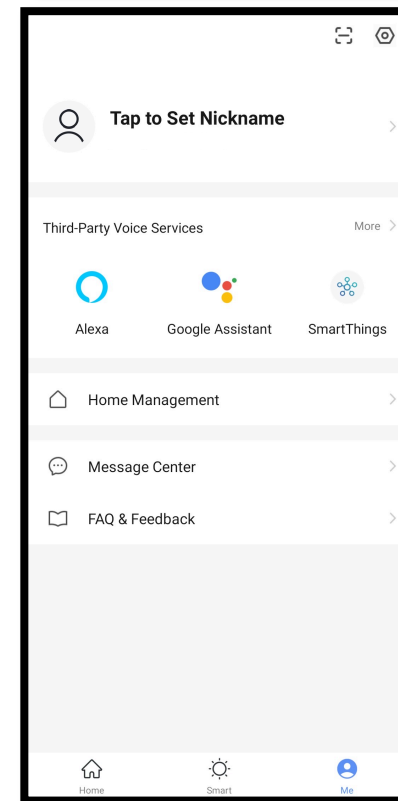 Tap to Set Nickname
Third-Party Voice Services More
Alexa Google Assistant SmartThings
Home Management
Message Center
FAQ & Feedback
Home Smart Me